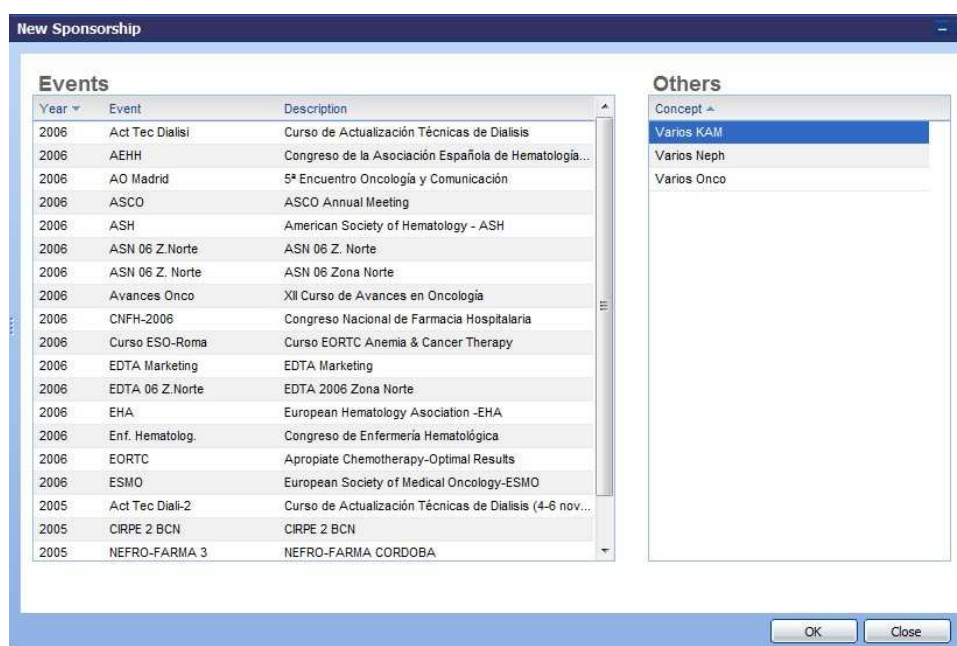 New Sponsorship
Events
Year Event Description
2006 Act Tec Dialisi Curso de Actualización Técnicas de Dialisis
2006 AEHH Congreso de la Asociación Española de Hematología...
2006 AO Madrid 5ª Encuentro Oncología y Comunicación
2006 ASCO ASCO Annual Meeting
2006 ASH American Society of Hematology - ASH
2006 ASN 06 Z.Norte ASN 06 Z. Norte
2006 ASN 06 Z. Norte ASN 06 Zona Norte
2006 Avances Onco XII Curso de Avances en Oncología
2006 CNFH-2006 Congreso Nacional de Farmacia Hospitalaria
2006 Curso ESO-Roma Curso EORTC Anemia & Cancer Therapy
2006 EDTA Marketing EDTA Marketing
2006 EDTA 06 Z.Norte EDTA 2006 Zona Norte
2006 EHA European Hematology Asociation -EHA
2006 Enf. Hematolog. Congreso de Enfermería Hematológica
2006 EORTC Apropiate Chemotherapy-Optimal Results
2006 ESMO European Society of Medical Oncology-ESMO
2005 Act Tec Diali-2 Curso de Actualización Técnicas de Dialisis (4-6 nov...
2005 CIRPE 2 BCN CIRPE 2 BCN
2005 NEFRO-FARMA 3 NEFRO-FARMA CORDOBA
Others
Concept
Varios KAM
Varios Neph
Varios Onco
OK Close